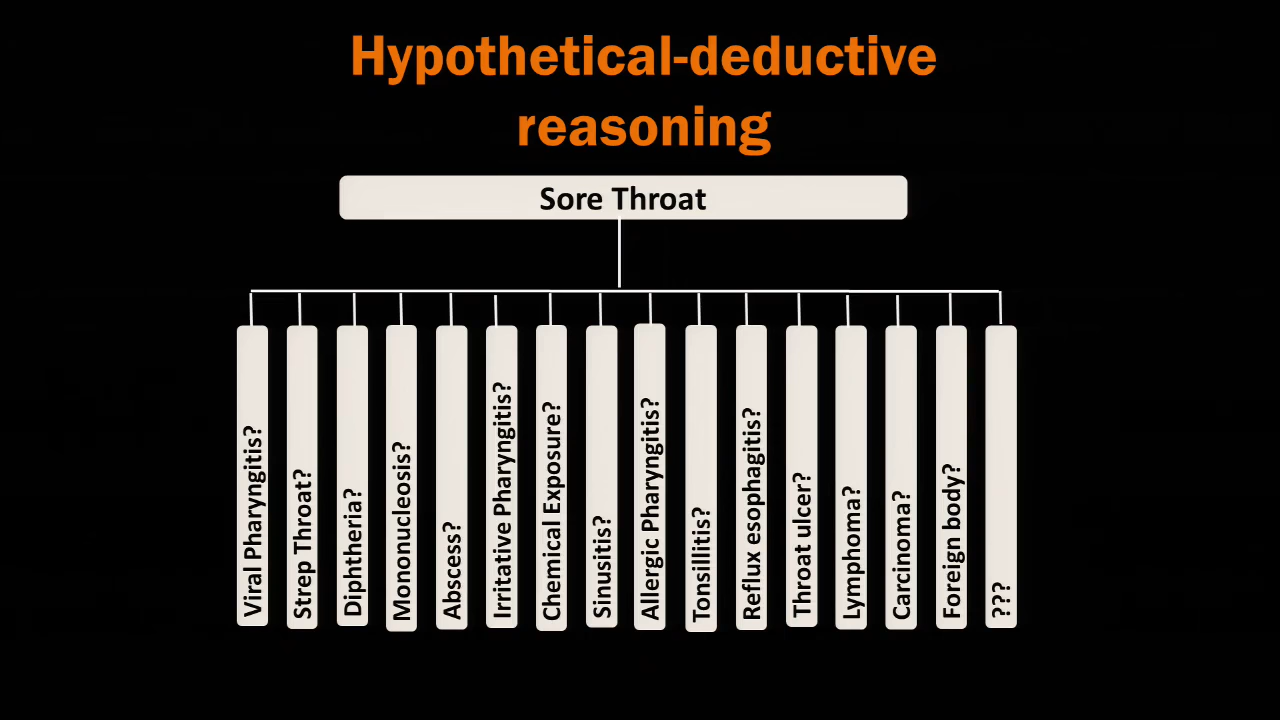 Hypothetical-deductive
reasoning
Sore Throat
Viral Pharyngitis?
Strep Throat?
Diphtheria?
Mononucleosis?
Abscess?
Irritative Pharyngitis?
Chemical Exposure?
Sinusitis?
Allergic Pharyngitis?
Tonsillitis?
Reflux esophagitis?
Throat ulcer?
Lymphoma?
Carcinoma?
Foreign body?
???